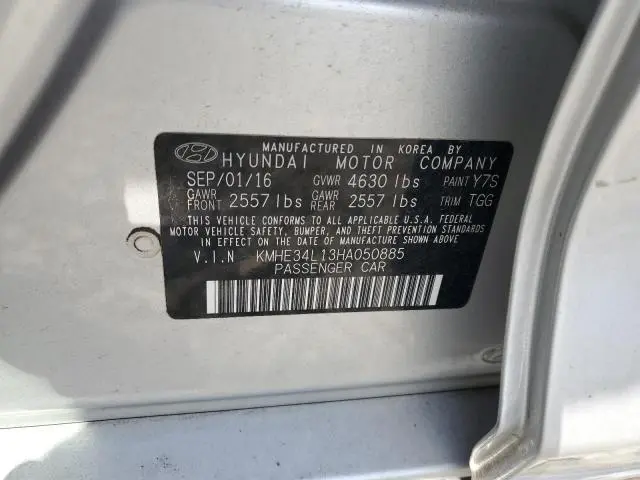 MANUFACTURED IN KOREA BY
HYUNDAI MOTOR COMPANY
SEP/01/16 GVWR 4630 lbs PAINT Y7S
GAWR FRONT 2557 lbs GAWR REAR 2557 lbs TRIM TGG
THIS VEHICLE CONFORMS TO ALL APPLICABLE U.S.A. FEDERAL
MOTOR VEHICLE SAFETY, BUMPER, AND THEFT PREVENTION STANDARDS
IN EFFECT ON THE DATE OF MANUFACTURE SHOWN ABOVE.
V.I.N KMHE34L13HA050885
PASSENGER CAR